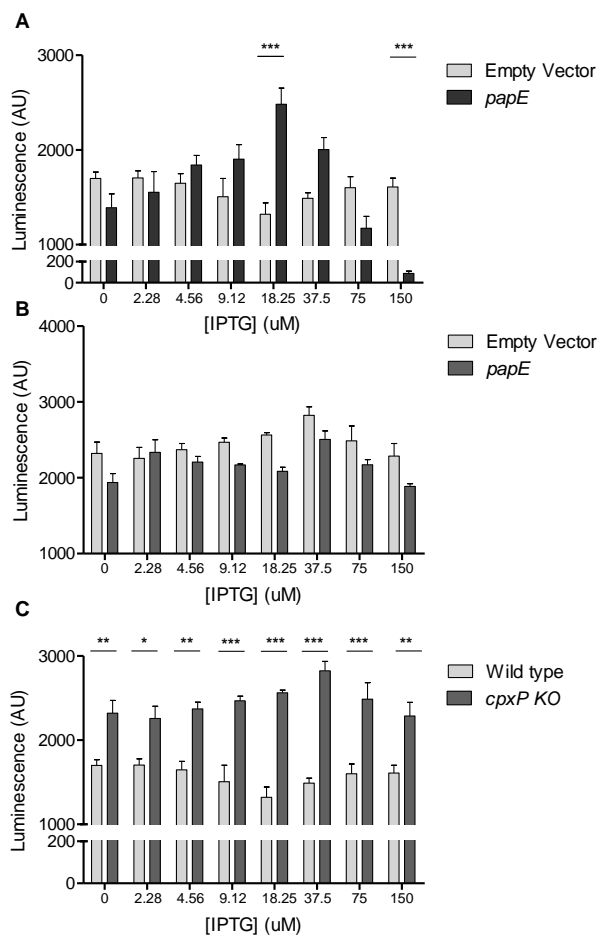 A
*** ***
3000
2000
1000
200
0
Luminescence (AU)
0 2.28 4.56 9.12 18.25 37.5 75 150
[IPTG] (uM)
Empty Vector
papE
B
4000
3000
2000
1000
Luminescence (AU)
0 2.28 4.56 9.12 18.25 37.5 75 150
[IPTG] (uM)
Empty Vector
papE
C
** * ** *** *** *** *** **
3000
2000
1000
200
0
Luminescence (AU)
0 2.28 4.56 9.12 18.25 37.5 75 150
[IPTG] (uM)
Wild type
cpxP KO